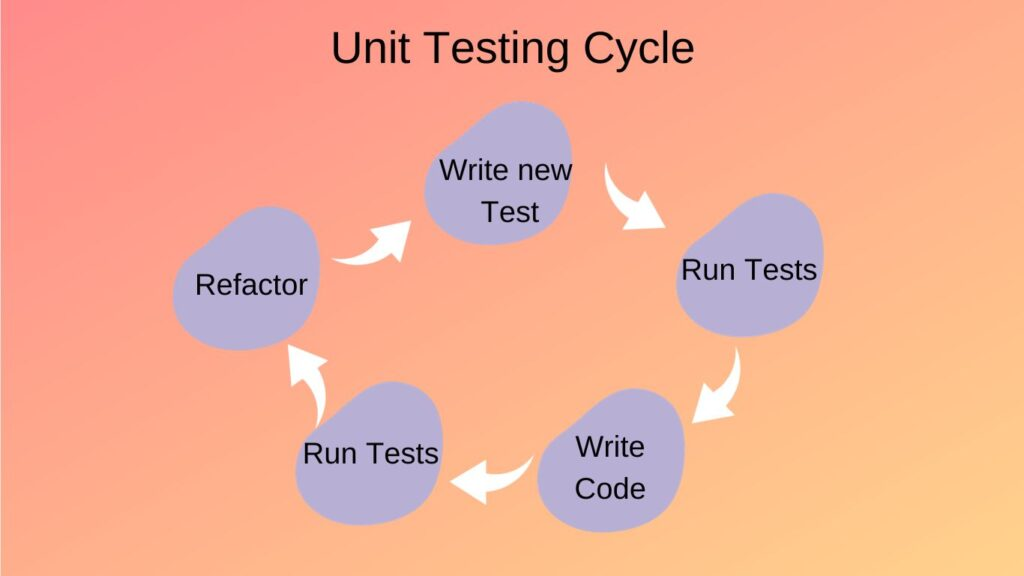 Unit Testing Cycle
Write new
Test
Run Tests
Write
Code
Run Tests
Refactor